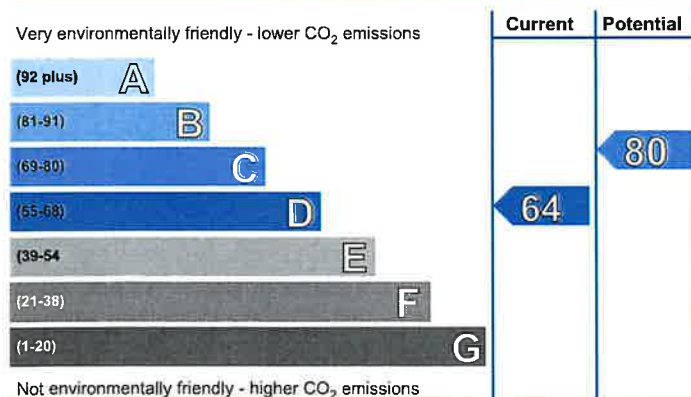 Very environmentally friendly - lower CO2 emissions
Current
Potential
(92 plus) A
(81-91) B
(69-80) C
80
(55-68) D
64
(39-54 E
(21-38) F
(1-20) G
Not environmentally friendly - higher CO2 emissions